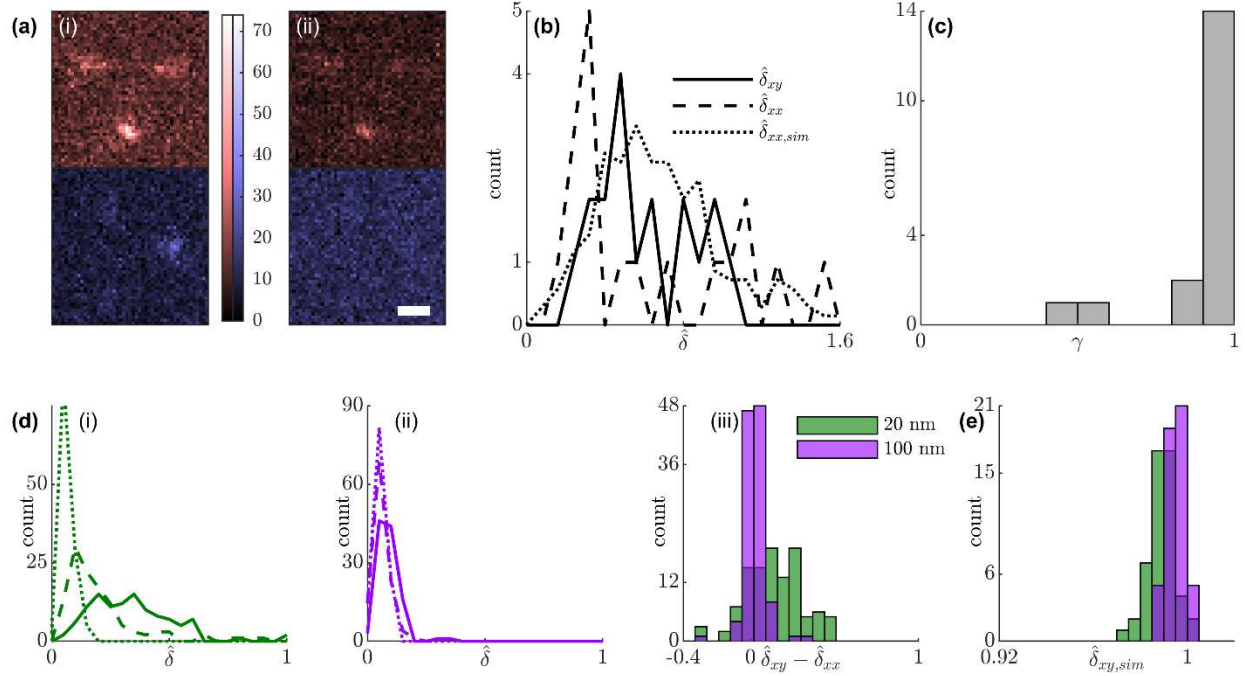 (a) (i) (ii)
70
60
50
40
30
20
10
0
(b)
5
4
1
0
count
δ̂xy
δ̂xx
δ̂xx,sim
0 δ̂ 1.6
(c)
14
10
4
0
count
0 γ 1
(d) (i)
50
25
0
count
0 δ̂ 1
(ii)
90
60
30
0
count
0 δ̂ 1
(iii)
48
36
12
0
count
20 nm
100 nm
-0.4 0 δ̂xy − δ̂xx 1
(e)
21
15
6
0
count
0.92 δ̂xy,sim 1